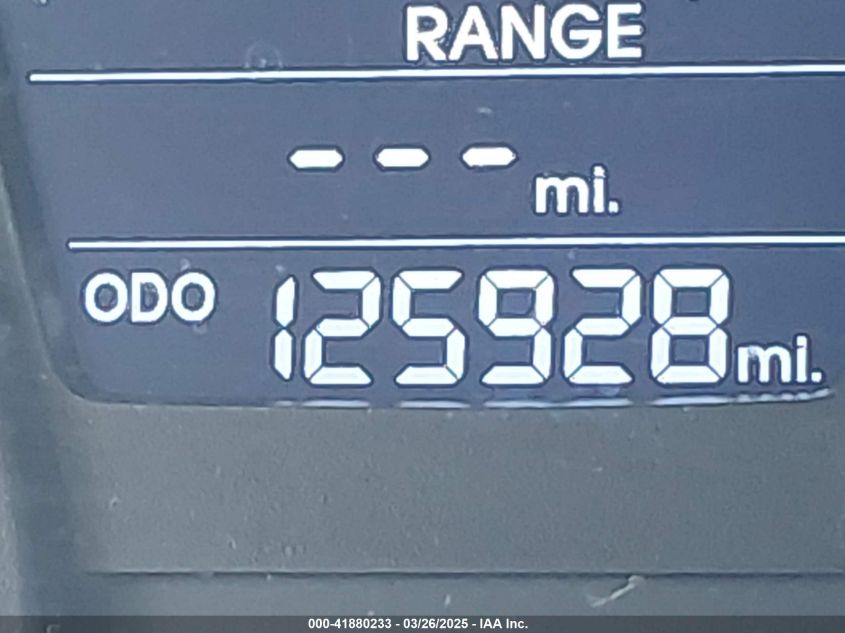 RANGE
--- mi.
ODO 125928 mi.
000-41880233 - 03/26/2025 - IAA Inc.